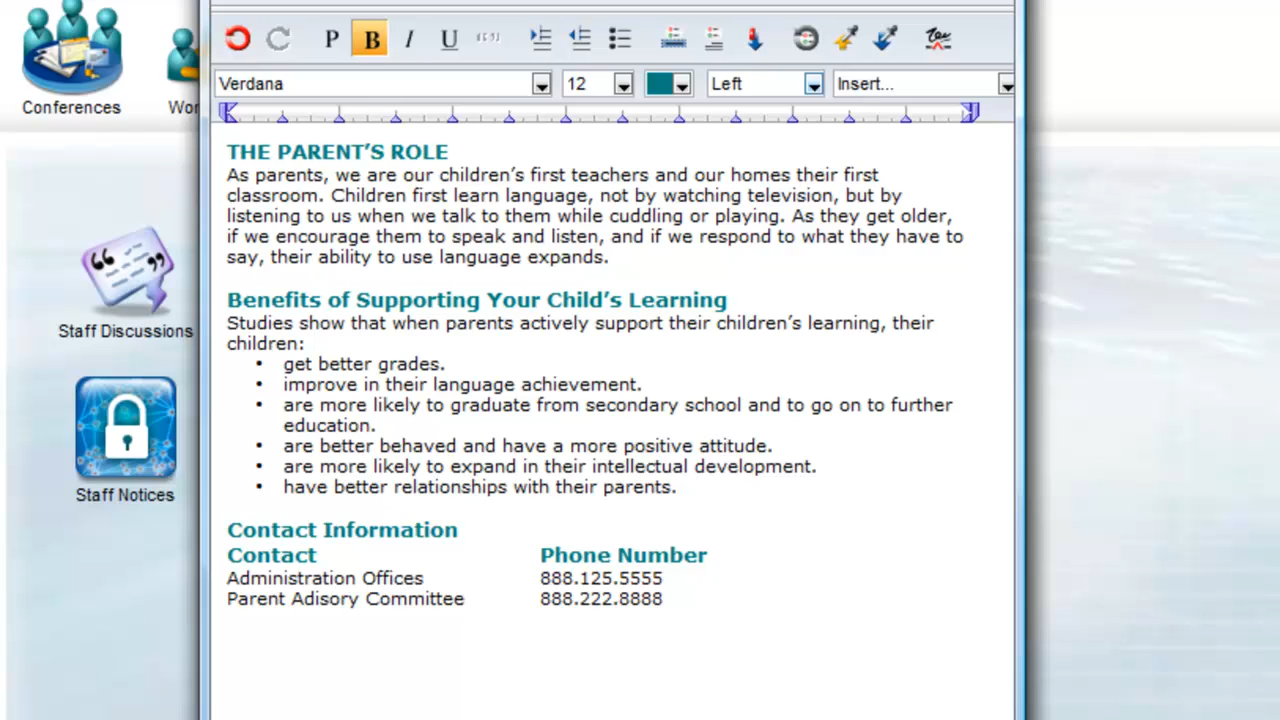 P B I U
Verdana 12 Left Insert...
Conferences
Wor
THE PARENT’S ROLE
As parents, we are our children’s first teachers and our homes their first
classroom. Children first learn language, not by watching television, but by
listening to us when we talk to them while cuddling or playing. As they get older,
if we encourage them to speak and listen, and if we respond to what they have to
say, their ability to use language expands.
Benefits of Supporting Your Child’s Learning
Studies show that when parents actively support their children’s learning, their
children:
• get better grades.
• improve in their language achievement.
• are more likely to graduate from secondary school and to go on to further
education.
• are better behaved and have a more positive attitude.
• are more likely to expand in their intellectual development.
• have better relationships with their parents.
Contact Information
Contact Phone Number
Administration Offices 888.125.5555
Parent Adisory Committee 888.222.8888
Staff Discussions
Staff Notices